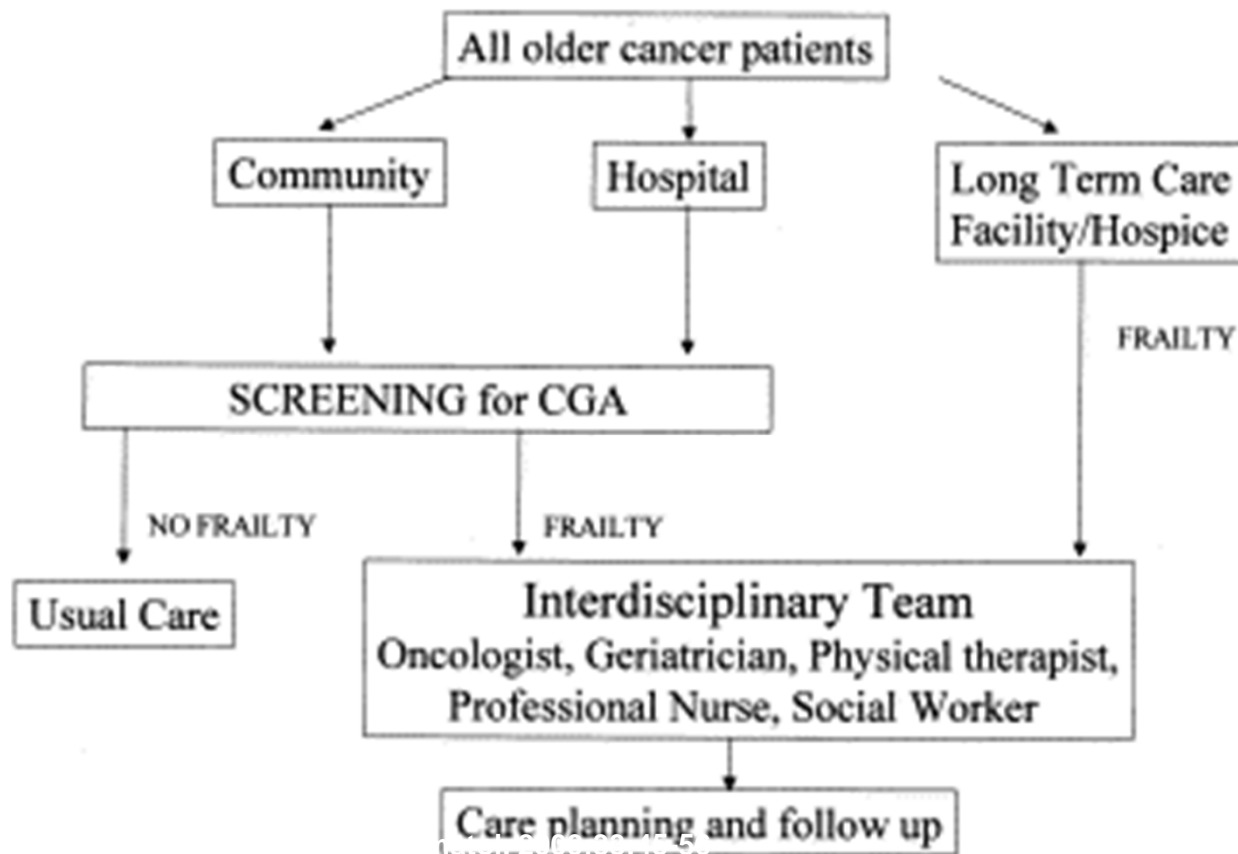 All older cancer patients
Community
Hospital
Long Term Care
Facility/Hospice
FRAILTY
SCREENING for CGA
NO FRAILTY
FRAILTY
Usual Care
Interdisciplinary Team
Oncologist, Geriatrician, Physical therapist,
Professional Nurse, Social Worker
Care planning and follow up